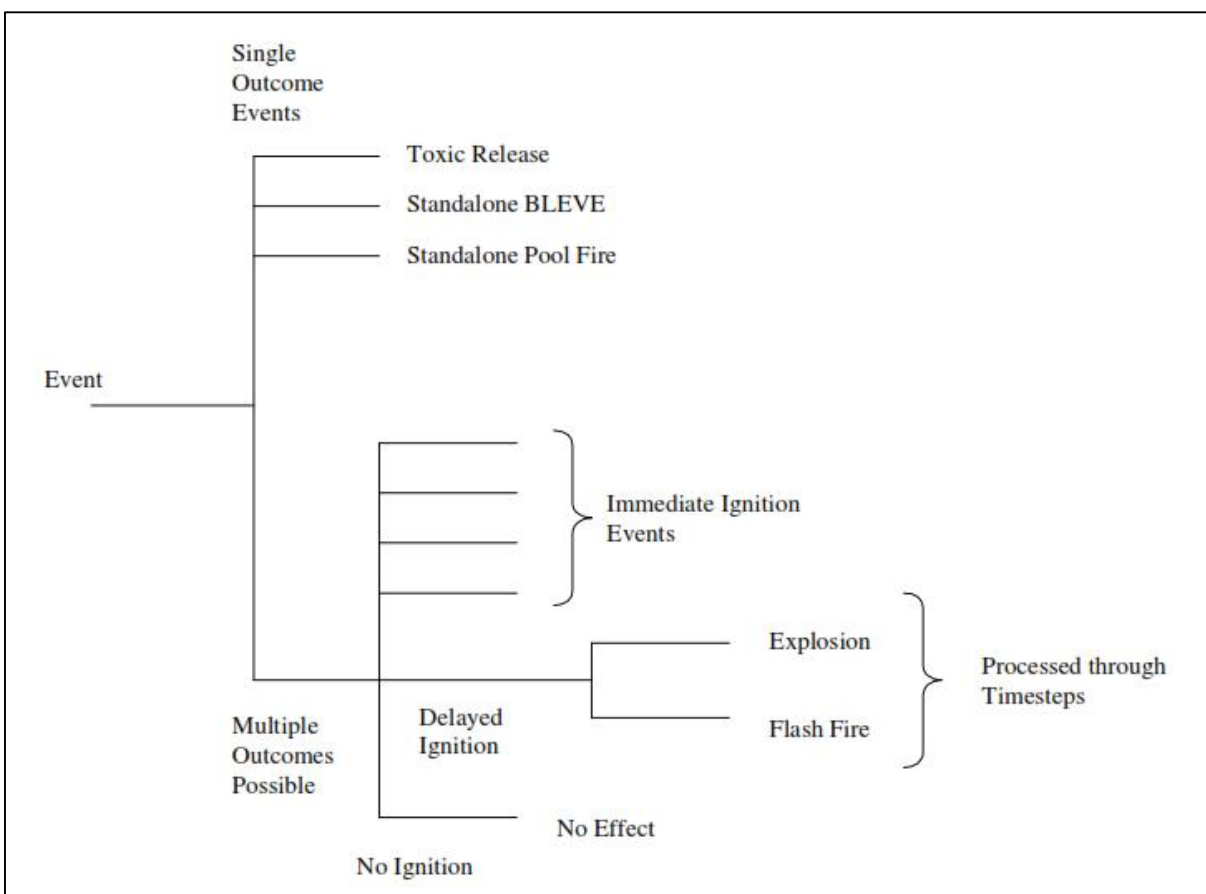 Single
Outcome
Events
Toxic Release
Standalone BLEVE
Standalone Pool Fire
Event
Immediate Ignition
Events
Explosion
Processed through
Timesteps
Flash Fire
Delayed
Ignition
Multiple
Outcomes
Possible
No Effect
No Ignition